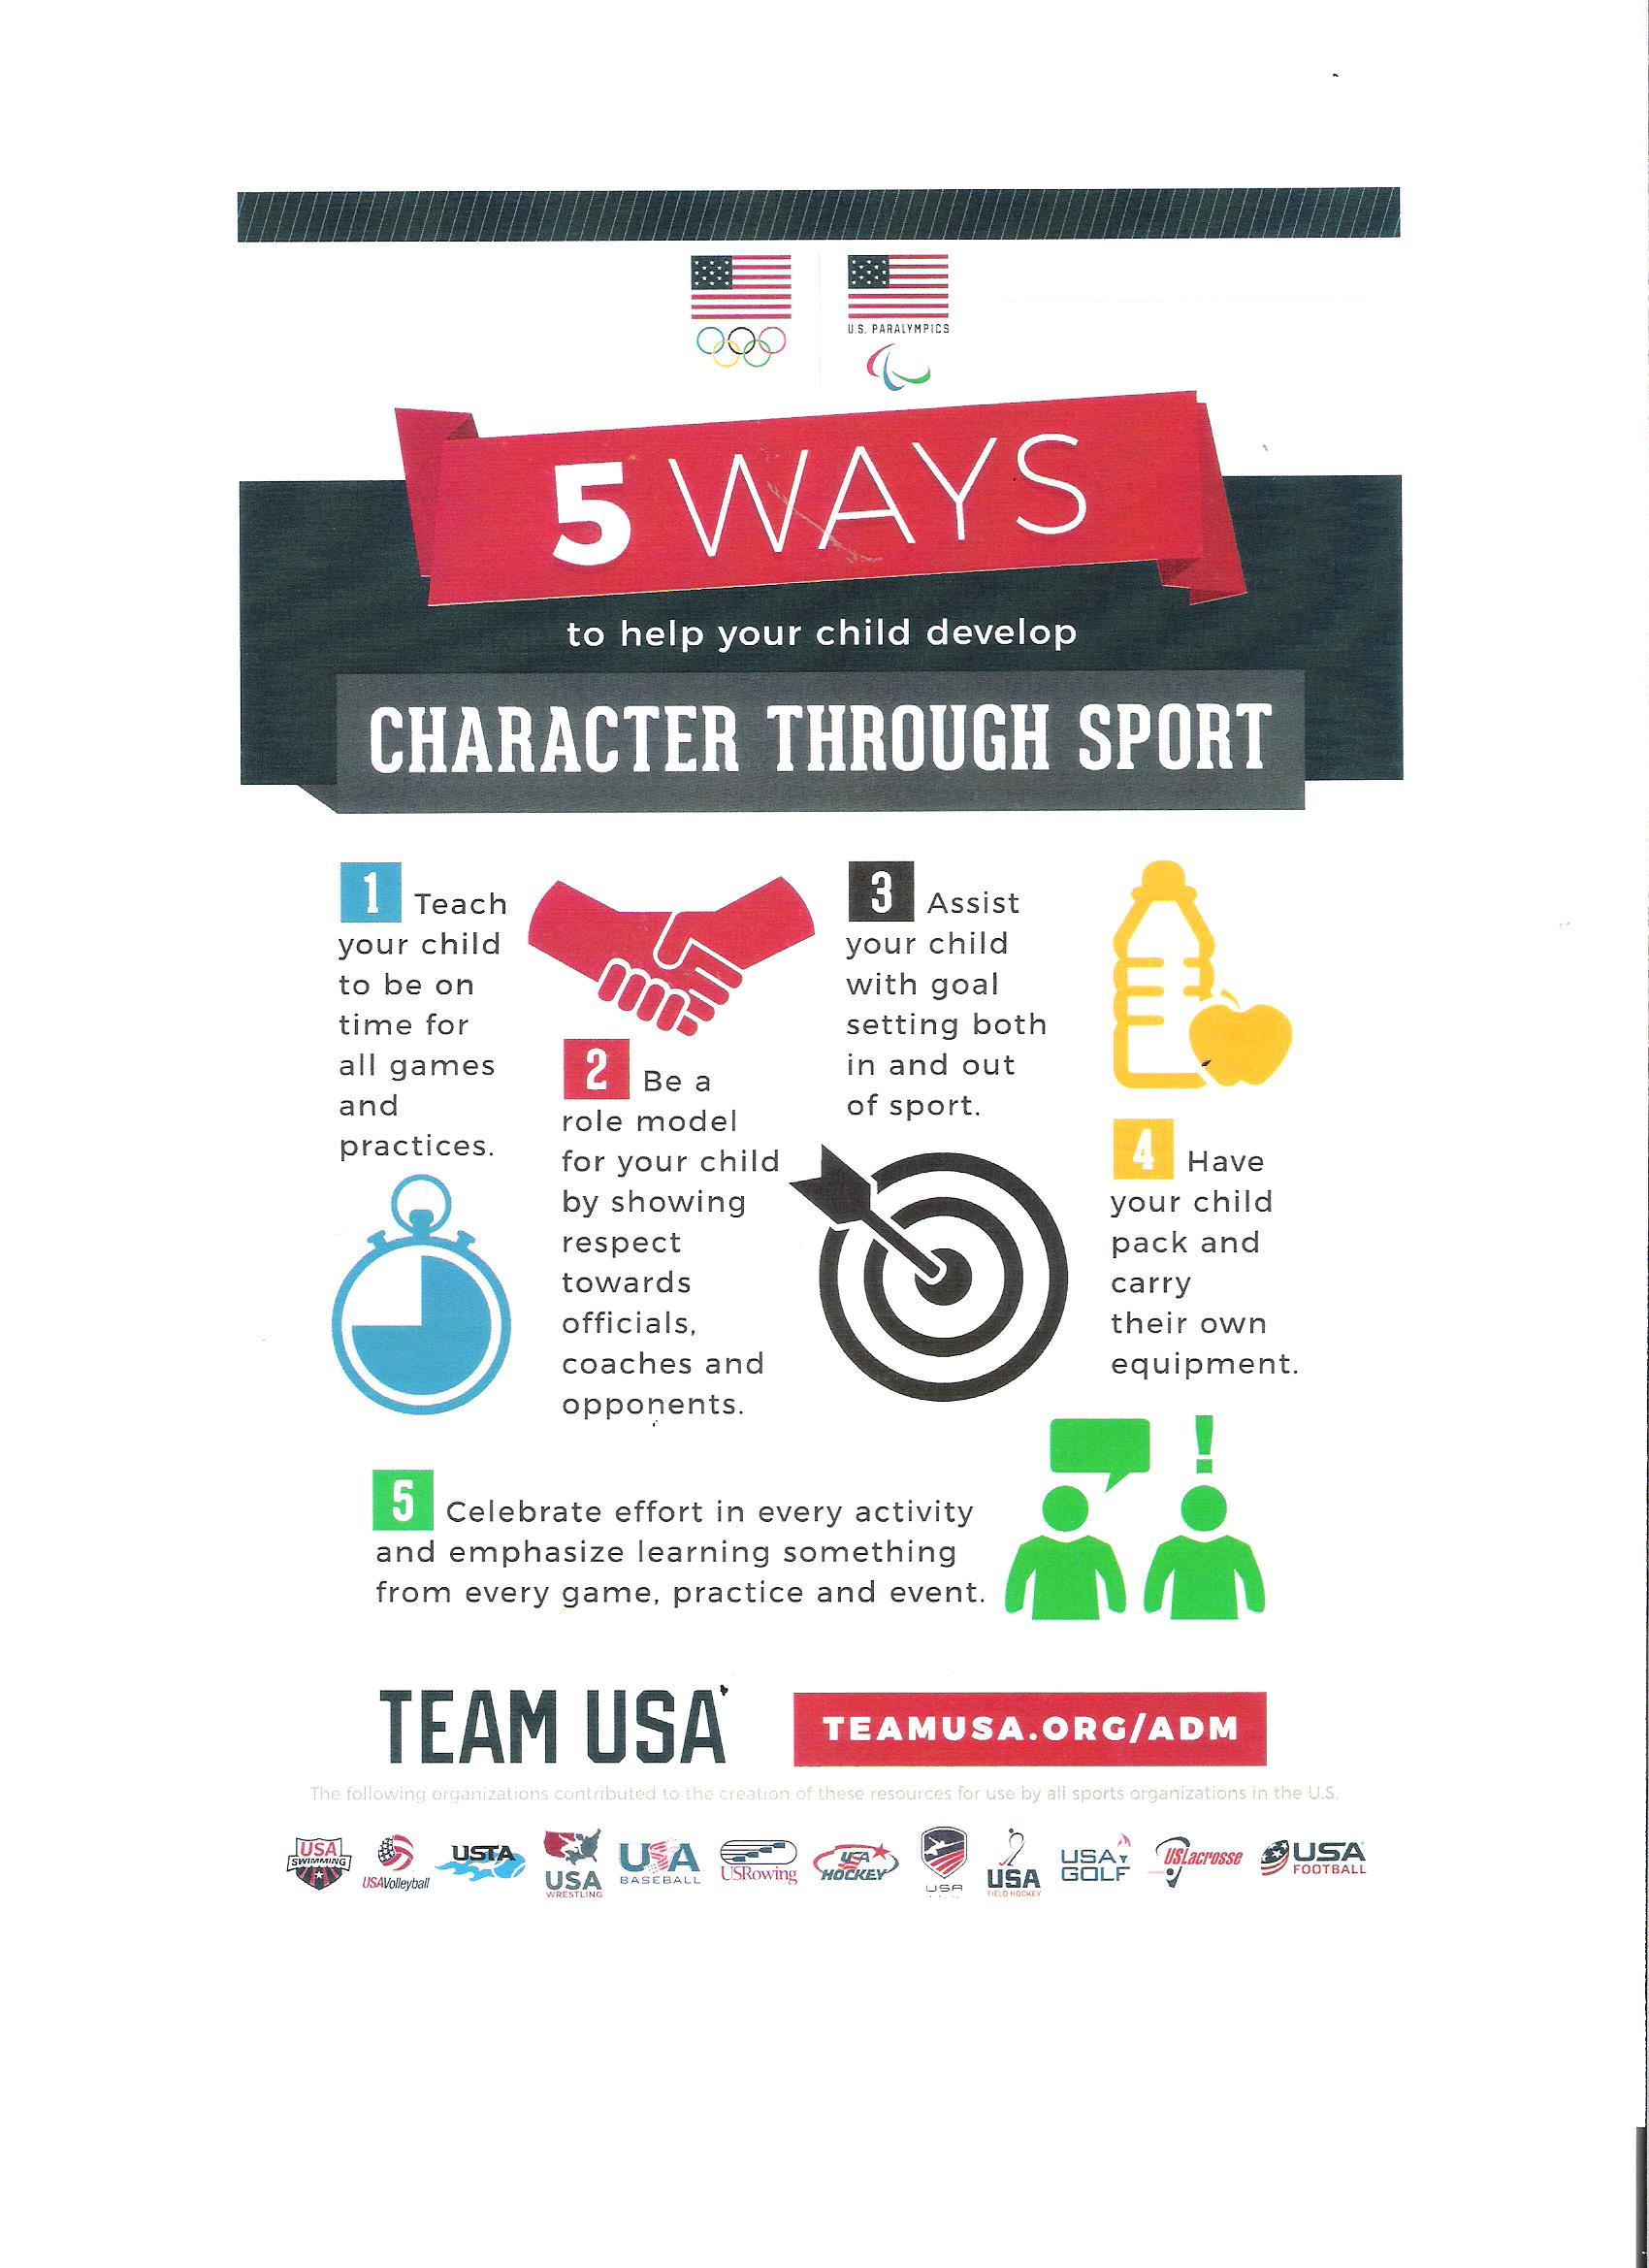 U.S. PARALYMPICS
5 WAYS
to help your child develop
CHARACTER THROUGH SPORT
1 Teach
your child
to be on
time for
all games
and
practices.
2 Be a
role model
for your child
by showing
respect
towards
officials,
coaches and
opponents.
3 Assist
your child
with goal
setting both
in and out
of sport.
4 Have
your child
pack and
carry
their own
equipment.
5 Celebrate effort in every activity
and emphasize learning something
from every game, practice and event.
TEAM USA
TEAMUSA.ORG/ADM
The following organizations contributed to the creation of these resources for use by all sports organizations in the U.S.
USA
SWIMMING
USAVolleyball
USTA
USA
WRESTLING
USA
BASEBALL
USRowing
USA
HOCKEY
USA
USA
FIELD HOCKEY
USA
GOLF
USLacrosse
USA
FOOTBALL